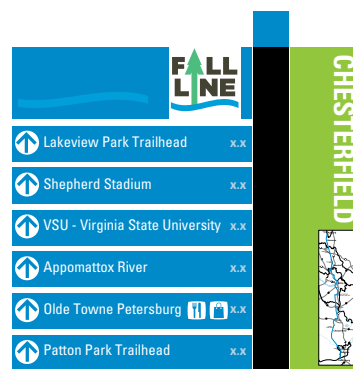 FALL
LINE
Lakeview Park Trailhead x.x
Shepherd Stadium x.x
VSU - Virginia State University x.x
Appomattox River x.x
Olde Towne Petersburg x.x
Patton Park Trailhead x.x
CHESTERFIELD